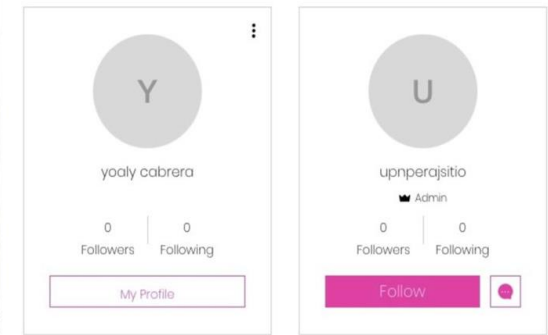 Y
yoaly cabrera
0
0
Followers
Following
My Profile
U
upnperajsitio
Admin
0
0
Followers
Following
Follow